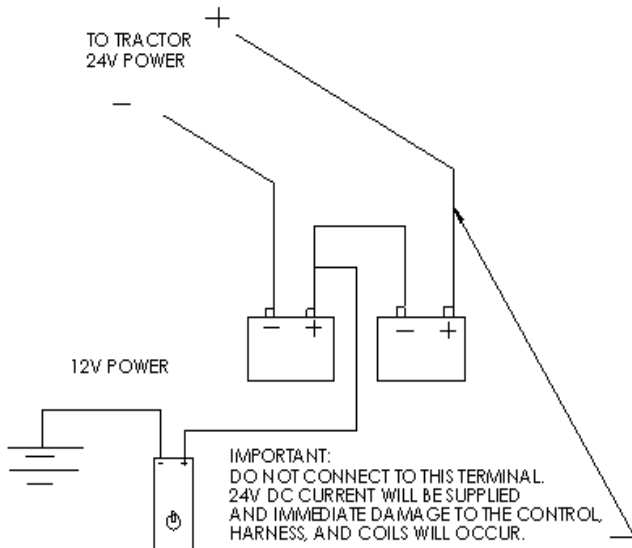 +
TO TRACTOR
24V POWER
−
− +
− +
12V POWER
− +
IMPORTANT:
DO NOT CONNECT TO THIS TERMINAL.
24V DC CURRENT WILL BE SUPPLIED
AND IMMEDIATE DAMAGE TO THE CONTROL,
HARNESS, AND COILS WILL OCCUR.